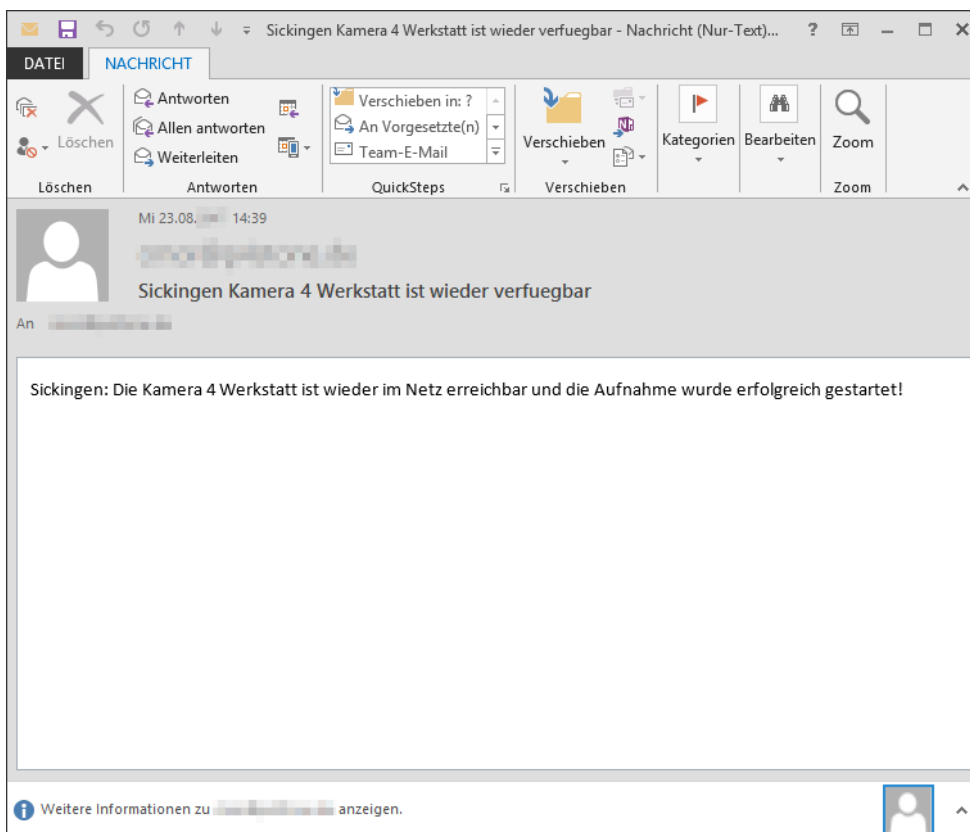 Sickingen Kamera 4 Werkstatt ist wieder verfuegbar - Nachricht (Nur-Text)... ?
DATEI NACHRICHT
Löschen
Antworten
Allen antworten
Weiterleiten
Verschieben in: ?
An Vorgesetzte(n)
Team-E-Mail
Verschieben
Kategorien
Bearbeiten
Zoom
Löschen Antworten QuickSteps Verschieben Zoom
Mi 23.08. 14:39
Sickingen Kamera 4 Werkstatt ist wieder verfuegbar
An
Sickingen: Die Kamera 4 Werkstatt ist wieder im Netz erreichbar und die Aufnahme wurde erfolgreich gestartet!
Weitere Informationen zu anzeigen.